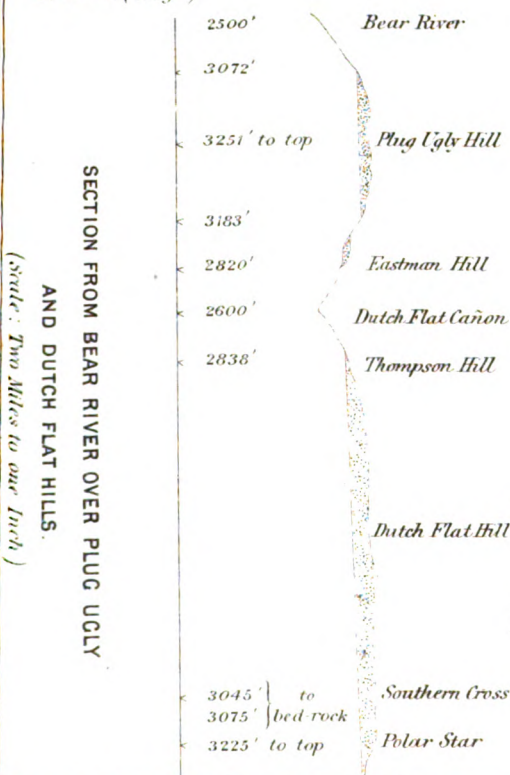 2500' Bear River
3072'
3251' to top Plug Ugly Hill
3183'
2820' Eastman Hill
2600' Dutch Flat Cañon
2838' Thompson Hill
Dutch Flat Hill
3045' } to Southern Cross
3075' } bed-rock
3225' to top Polar Star
SECTION FROM BEAR RIVER OVER PLUG UGLY
AND DUTCH FLAT HILLS.
(Scale: Two Miles to one Inch)